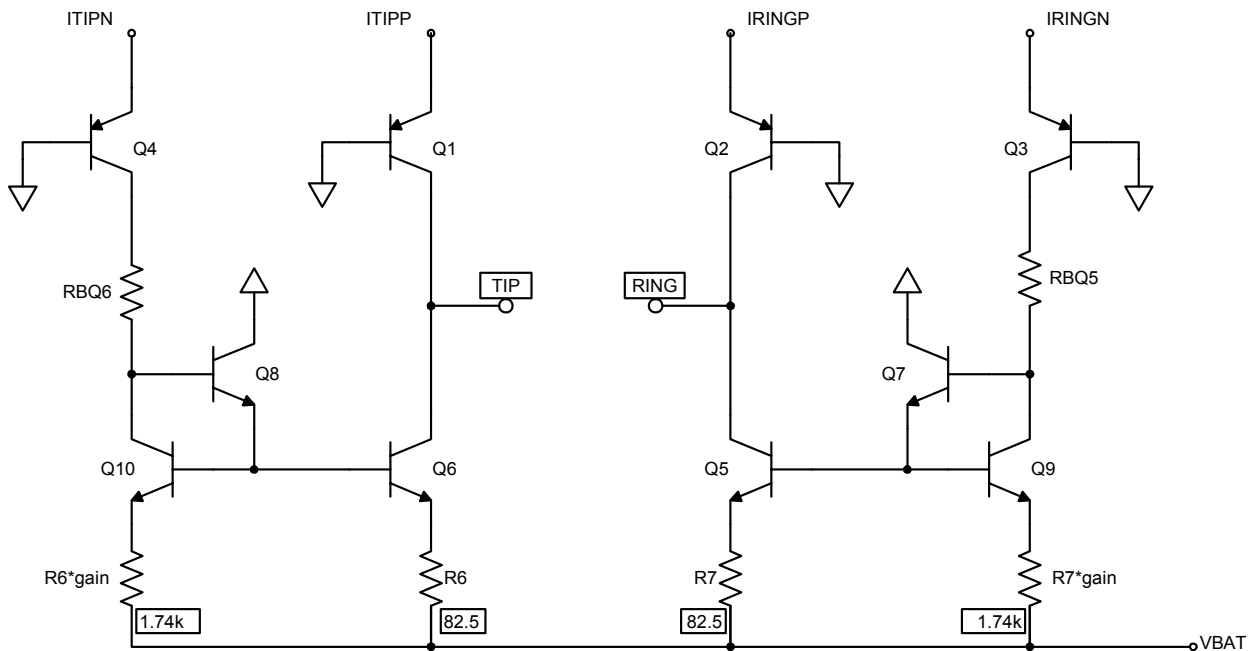 ITIPN
ITIPP
IRINGP
IRINGN
Q4
Q1
Q2
Q3
RBQ6
TIP
RING
RBQ5
Q8
Q7
Q10
Q6
Q5
Q9
R6*gain
R6
R7
R7*gain
1.74k
82.5
82.5
1.74k
VBAT